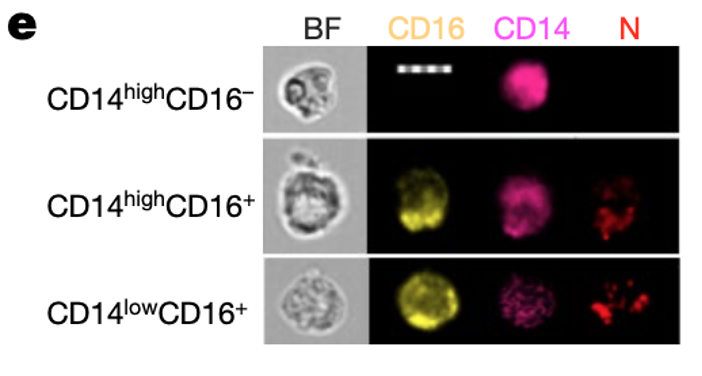 e
BF CD16 CD14 N
CD14highCD16−
CD14highCD16+
CD14lowCD16+